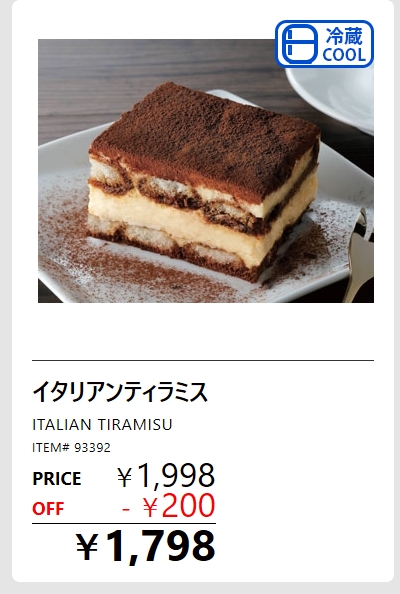 冷蔵
COOL
イタリアンティラミス
ITALIAN TIRAMISU
ITEM# 93392
PRICE ￥1,998
OFF - ￥200
￥1,798